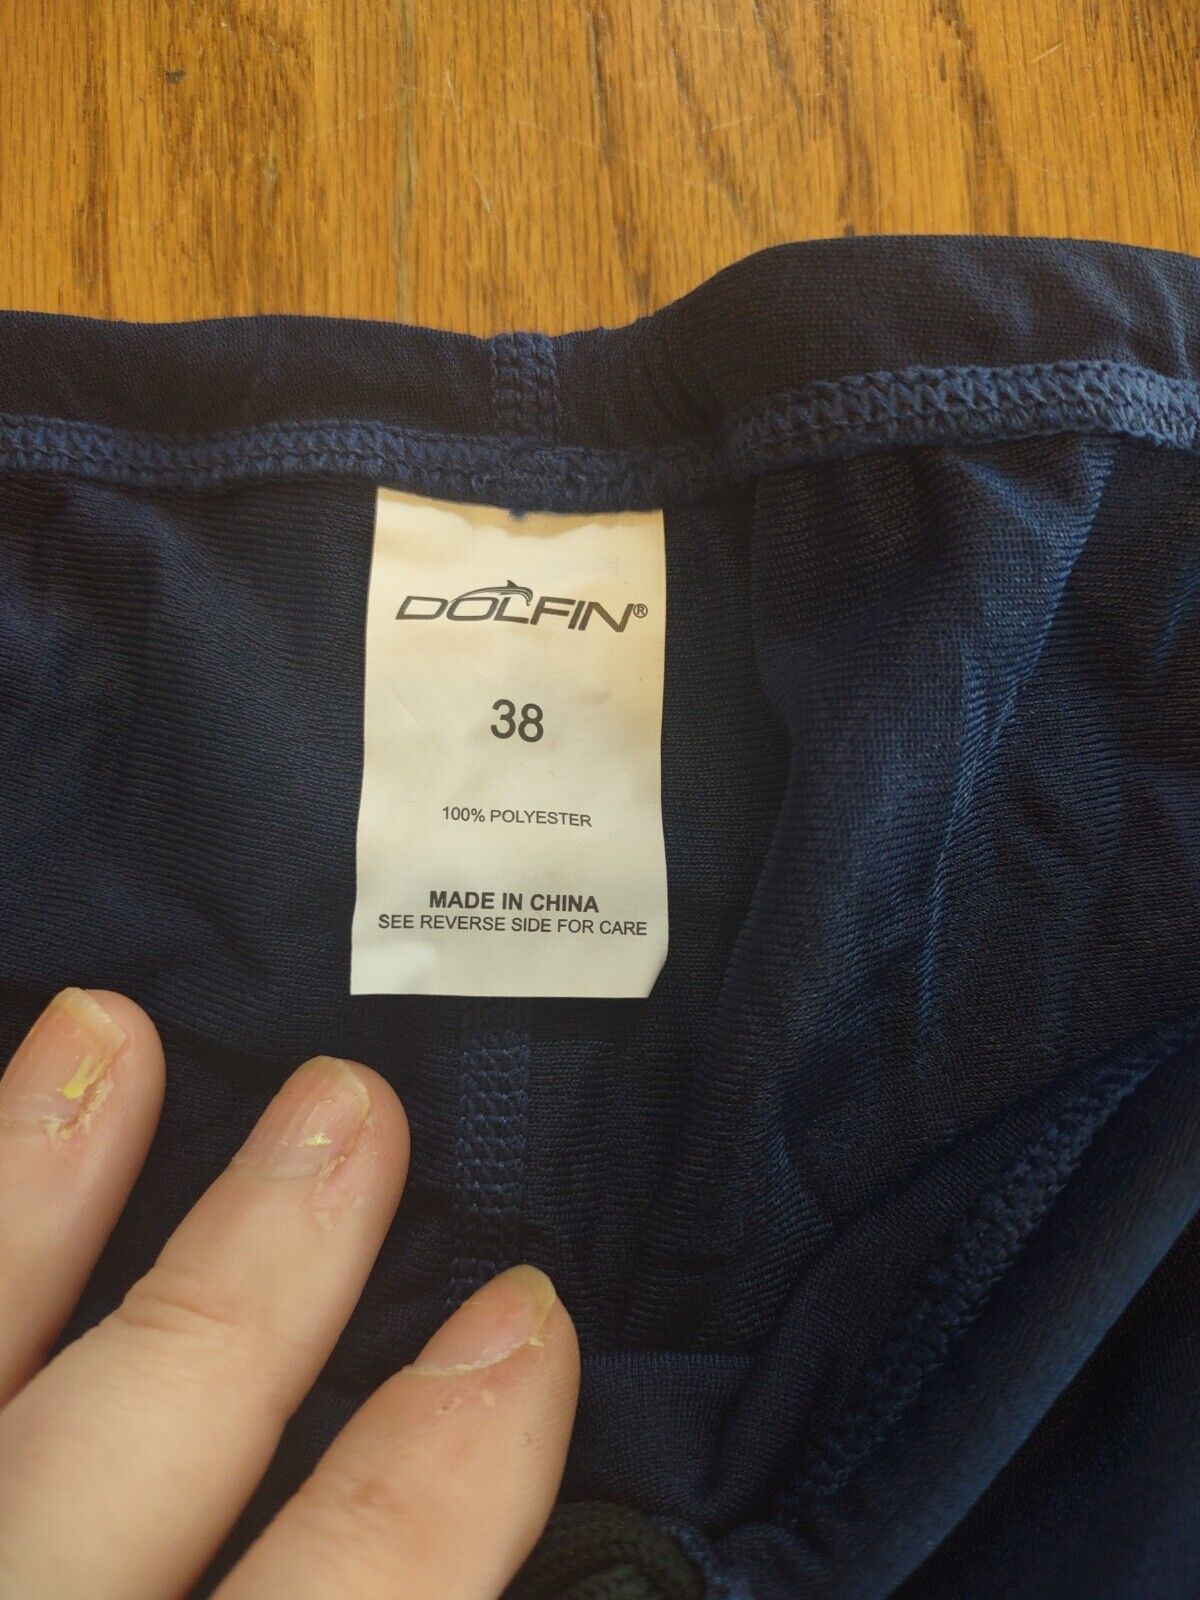 DOLFIN®
38
100% POLYESTER
MADE IN CHINA
SEE REVERSE SIDE FOR CARE